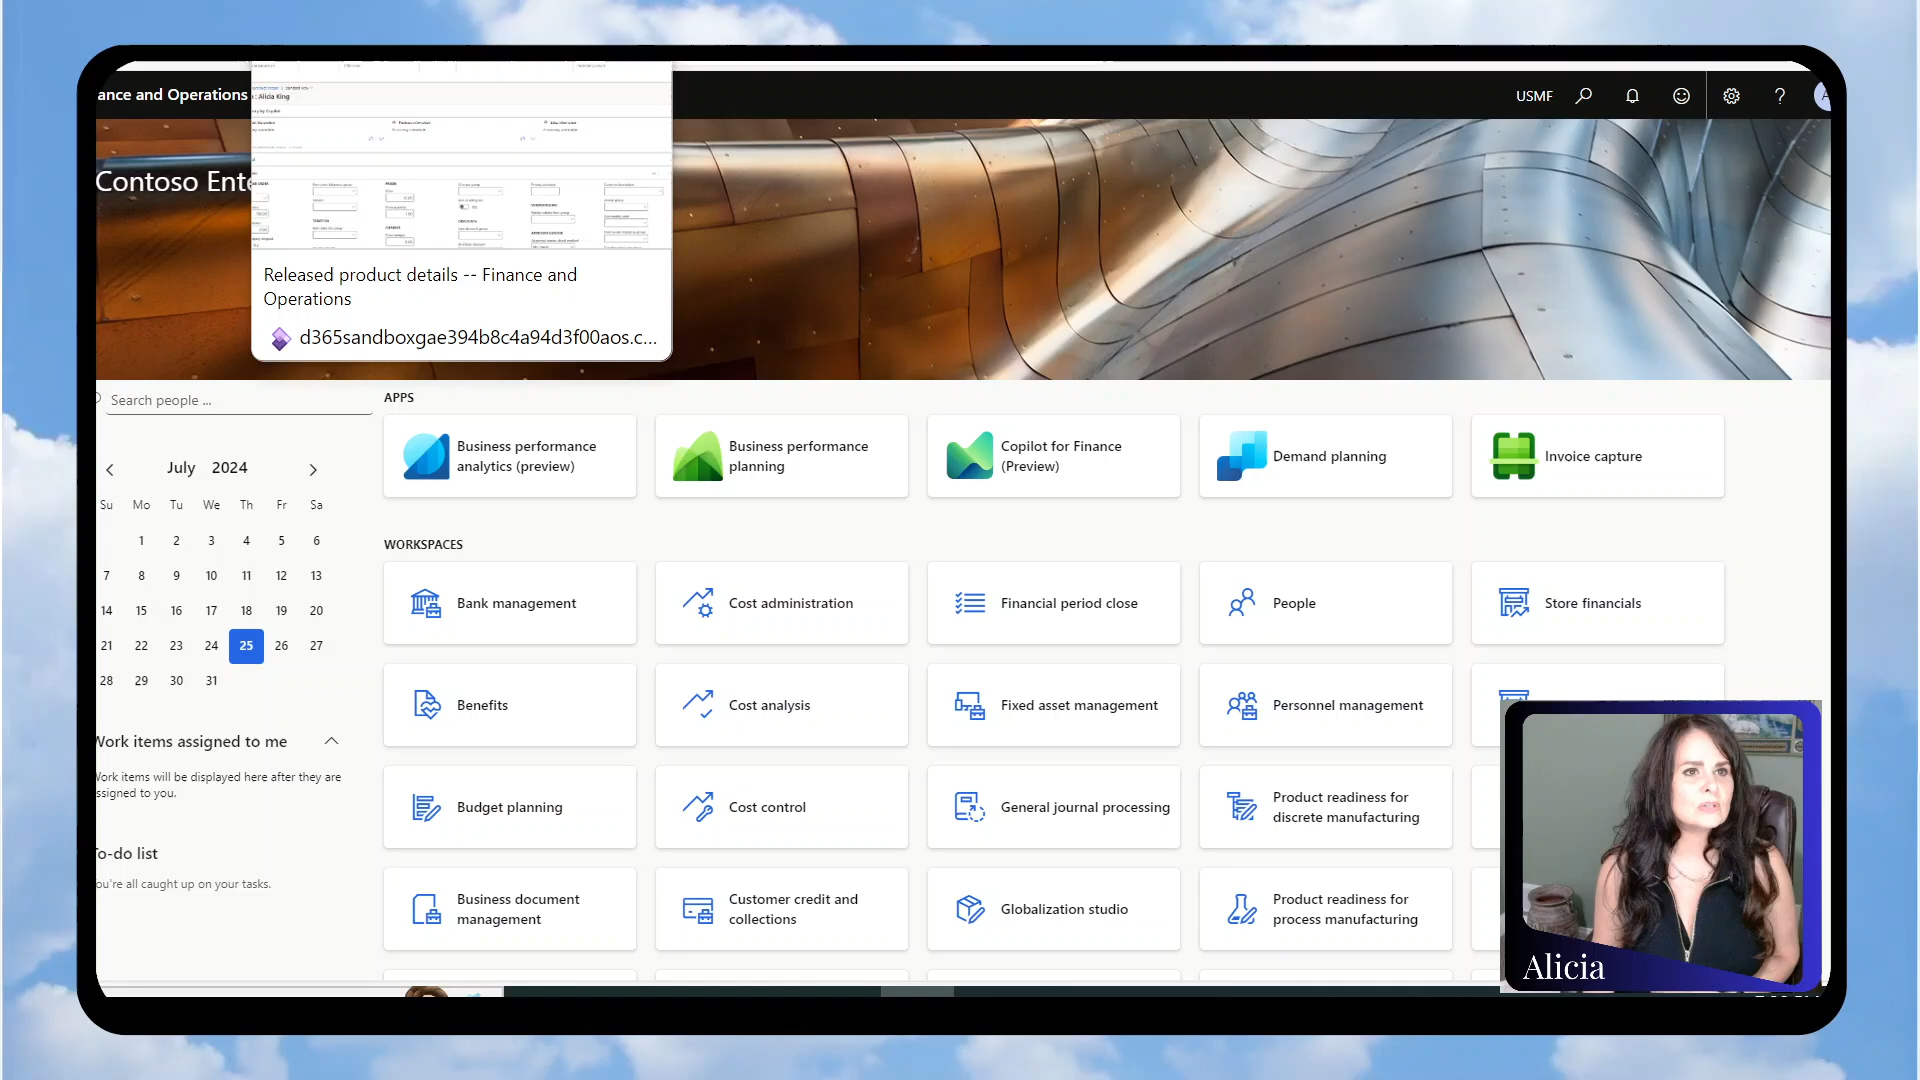 ance and Operations
USMF
: Alicia King
Contoso Ente
Released product details -- Finance and
Operations
d365sandboxgae394b8c4a94d3f00aos.c...
Search people ...
July 2024
Su Mo Tu We Th Fr Sa
1 2 3 4 5 6
7 8 9 10 11 12 13
14 15 16 17 18 19 20
21 22 23 24 25 26 27
28 29 30 31
Work items assigned to me
Work items will be displayed here after they are
ssigned to you.
To-do list
ou're all caught up on your tasks.
APPS
Business performance
analytics (preview)
Business performance
planning
Copilot for Finance
(Preview)
Demand planning
Invoice capture
WORKSPACES
Bank management
Cost administration
Financial period close
People
Store financials
Benefits
Cost analysis
Fixed asset management
Personnel management
Budget planning
Cost control
General journal processing
Product readiness for
discrete manufacturing
Business document
management
Customer credit and
collections
Globalization studio
Product readiness for
process manufacturing
Alicia